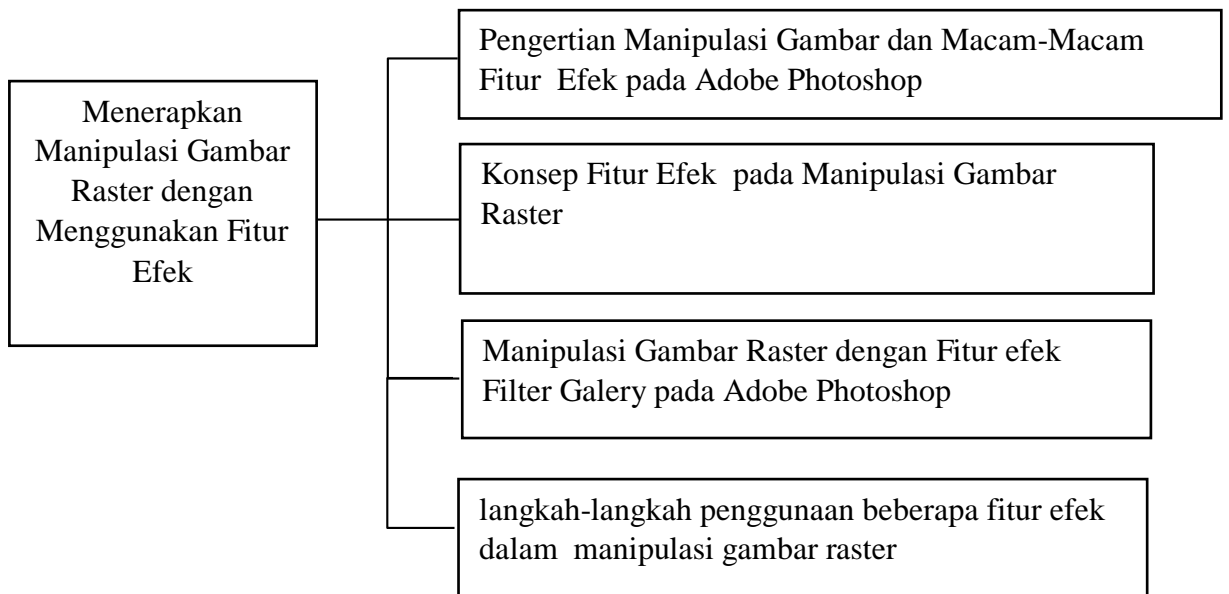 Menerapkan
Manipulasi Gambar
Raster dengan
Menggunakan Fitur
Efek
Pengertian Manipulasi Gambar dan Macam-Macam
Fitur Efek pada Adobe Photoshop
Konsep Fitur Efek pada Manipulasi Gambar
Raster
Manipulasi Gambar Raster dengan Fitur efek
Filter Galery pada Adobe Photoshop
langkah-langkah penggunaan beberapa fitur efek
dalam manipulasi gambar raster